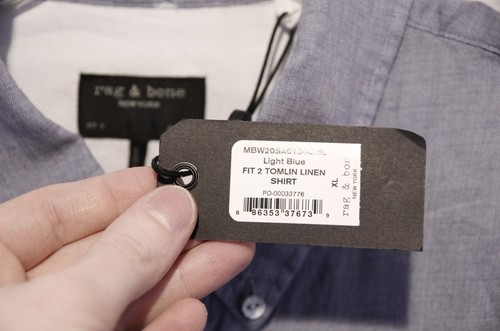 rag & bone
NEW YORK
FIT 2
Light Blue
FIT 2 TOMLIN LINEN
SHIRT
PO-00033776
8 86353 37673 9
XL
rag & bone
NEW YORK